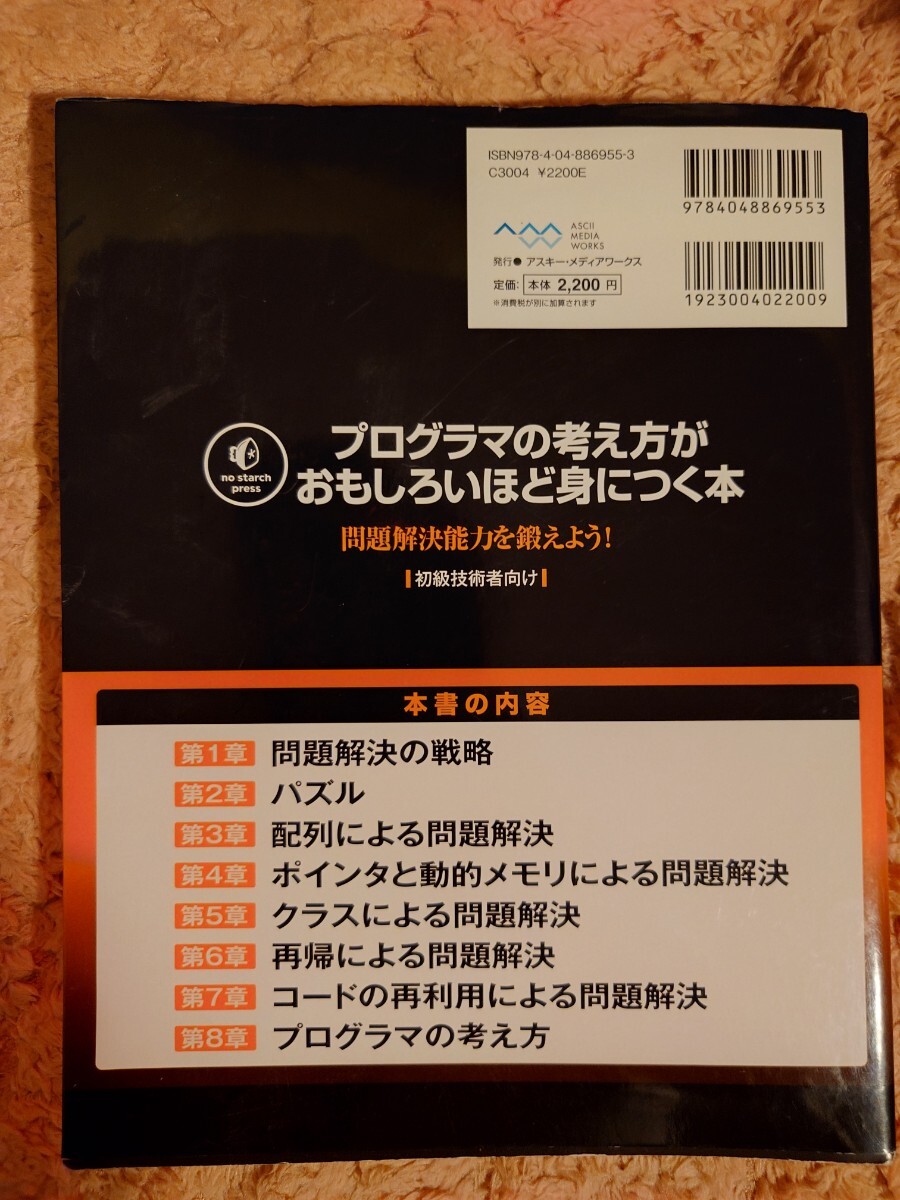 ISBN978-4-04-886955-3
C3004 ¥2200E
9784048869553
ASCII
MEDIA
WORKS
発行● アスキー・メディアワークス
定価: 本体 2,200 円
※消費税が別に加算されます
1923004022009
no starch
press
プログラマの考え方が
おもしろいほど身につく本
問題解決能力を鍛えよう!
初級技術者向け
本書の内容
第1章 問題解決の戦略
第2章 パズル
第3章 配列による問題解決
第4章 ポインタと動的メモリによる問題解決
第5章 クラスによる問題解決
第6章 再帰による問題解決
第7章 コードの再利用による問題解決
第8章 プログラマの考え方